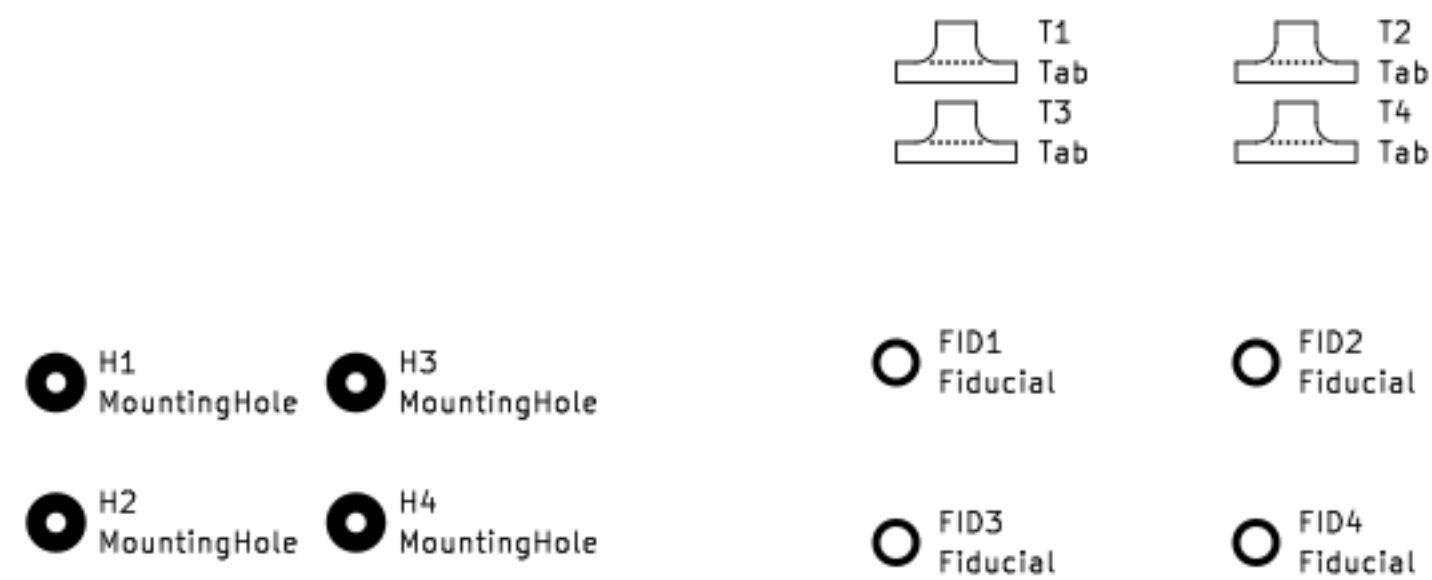 T1
Tab
T2
Tab
T3
Tab
T4
Tab
H1
MountingHole
H3
MountingHole
FID1
Fiducial
FID2
Fiducial
H2
MountingHole
H4
MountingHole
FID3
Fiducial
FID4
Fiducial